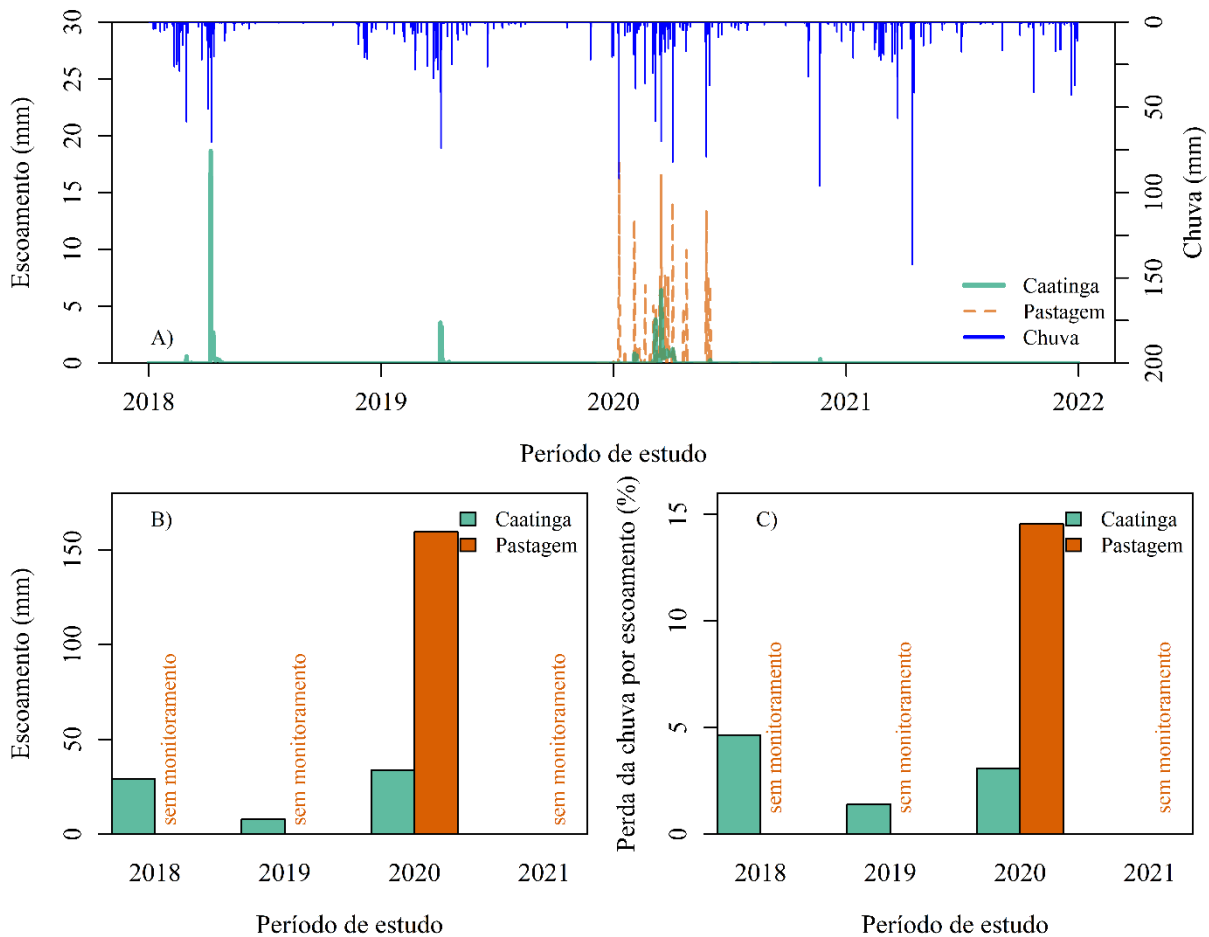 30
25
20
15
10
5
0
Escoamento (mm)
0
50
100
150
200
Chuva (mm)
A)
Caatinga
Pastagem
Chuva
2018
2019
2020
2021
2022
Período de estudo
B)
Caatinga
Pastagem
150
100
50
0
Escoamento (mm)
sem monitoramento
sem monitoramento
sem monitoramento
2018
2019
2020
2021
Período de estudo
C)
Caatinga
Pastagem
15
10
5
0
Perda da chuva por escoamento (%)
sem monitoramento
sem monitoramento
sem monitoramento
2018
2019
2020
2021
Período de estudo